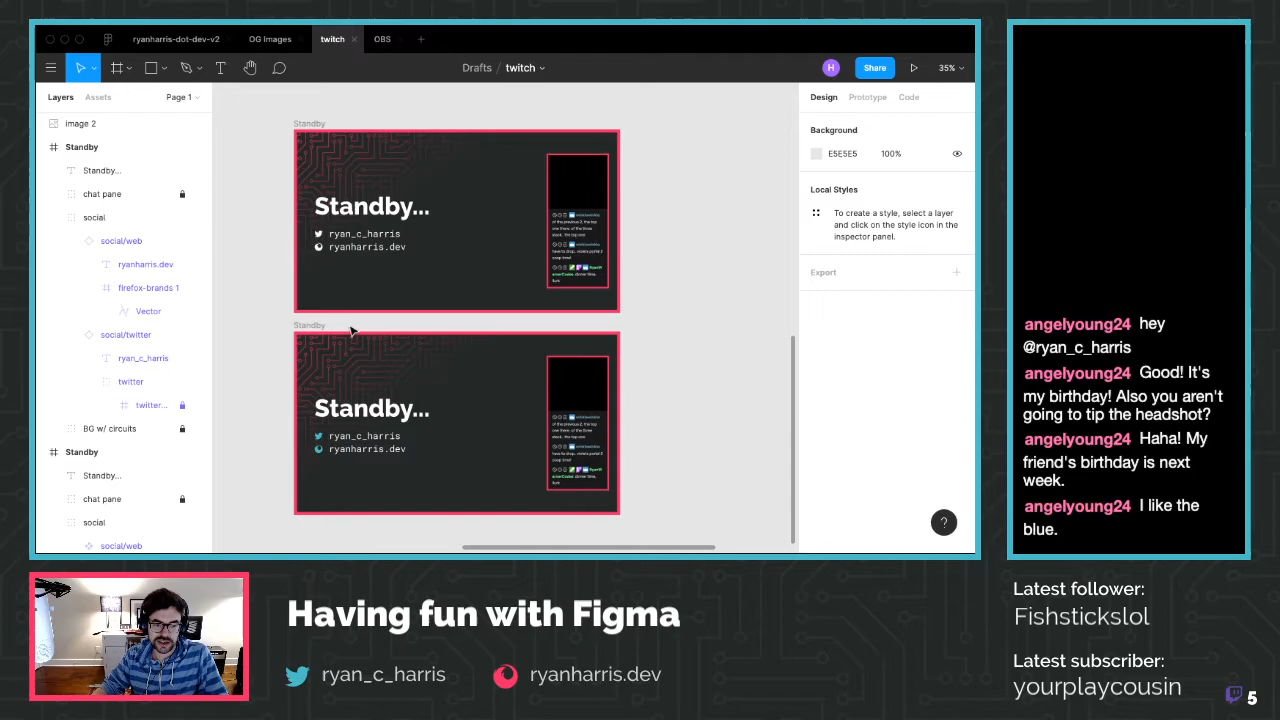 ryanharris-dot-dev-v2
OG Images
twitch
OBS
Drafts / twitch
H
Share
35%
Layers
Assets
Page 1
image 2
Standby
Standby...
chat pane
social
social/web
ryanharris.dev
firefox-brands 1
Vector
social/twitter
ryan_c_harris
twitter
twitter...
BG w/ circuits
Standby
Standby...
chat pane
social
social/web
Standby
Standby...
ryan_c_harris
ryanharris.dev
Standby
Standby...
ryan_c_harris
ryanharris.dev
Design
Prototype
Code
Background
E5E5E5
100%
Local Styles
To create a style, select a layer
and click on the style icon in the
inspector panel.
Export
?
angelyoung24 hey
@ryan_c_harris
angelyoung24 Good! It's
my birthday! Also you aren't
going to tip the headshot?
angelyoung24 Haha! My
friend's birthday is next
week.
angelyoung24 I like the
blue.
Having fun with Figma
ryan_c_harris
ryanharris.dev
Latest follower:
Fishstickslol
Latest subscriber:
yourplaycousin
5